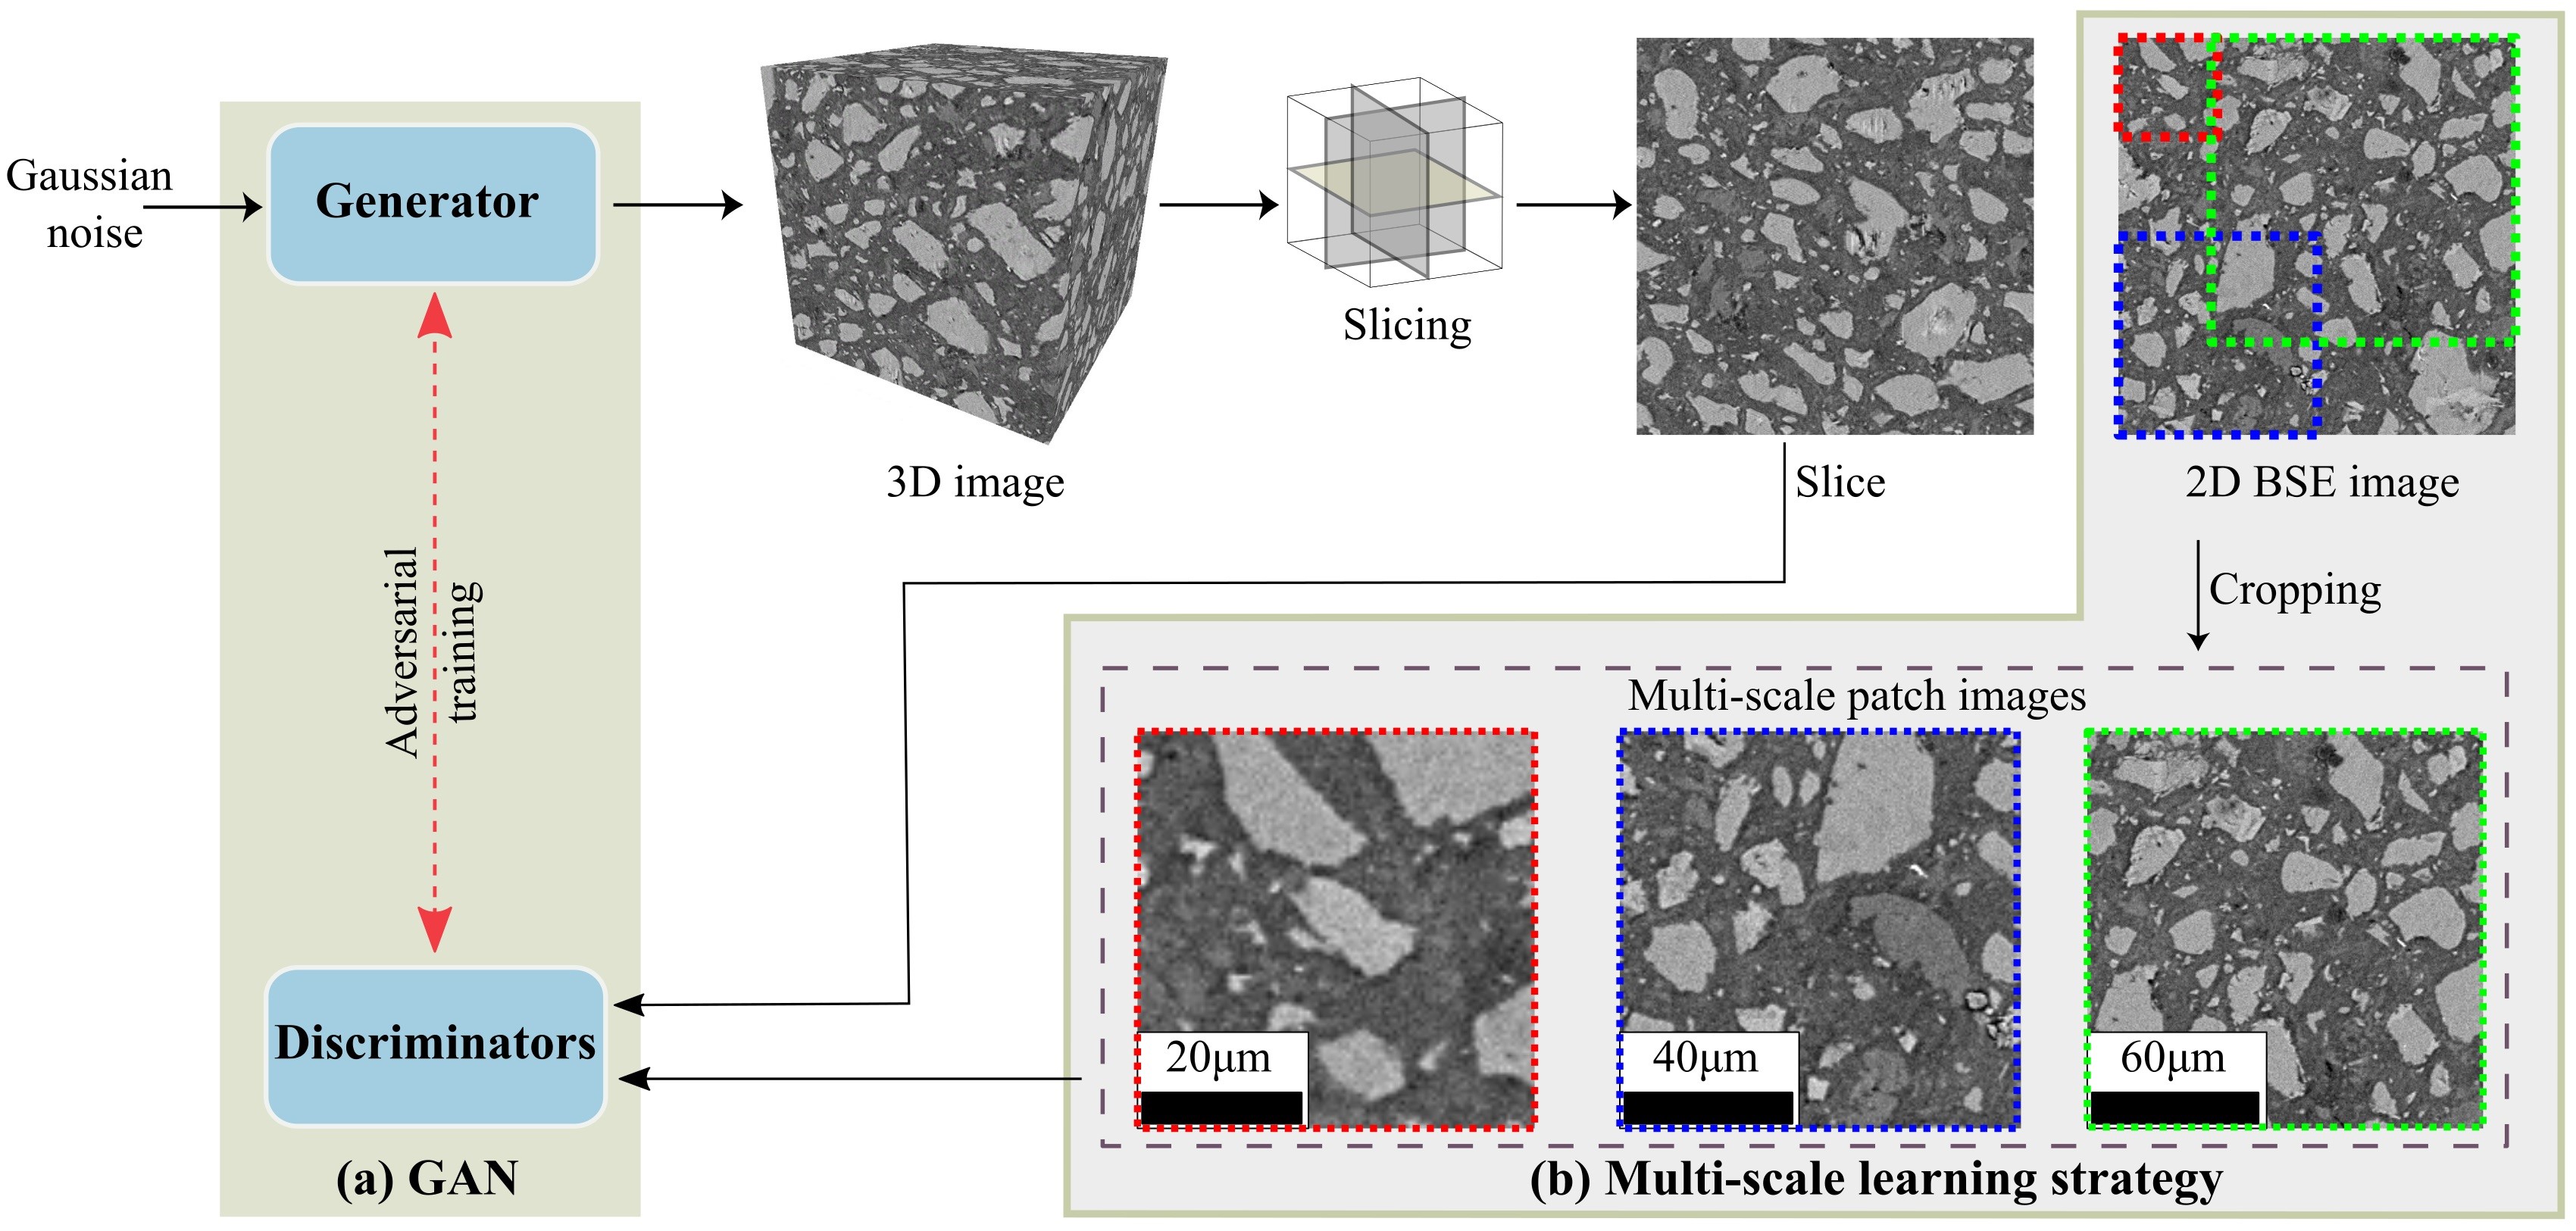 Gaussian
noise
Generator
3D image
Slicing
Slice
2D BSE image
Cropping
Adversarial
training
Multi-scale patch images
20μm
40μm
60μm
Discriminators
(a) GAN
(b) Multi-scale learning strategy